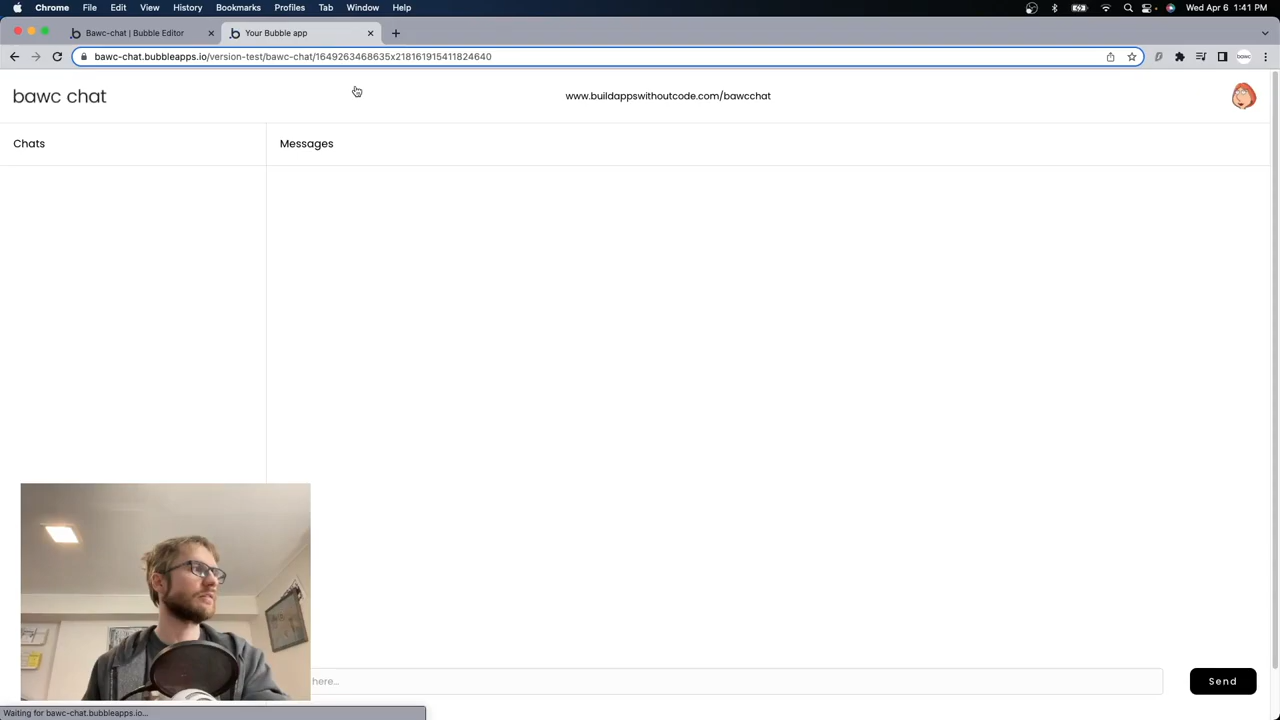 Chrome File Edit View History Bookmarks Profiles Tab Window Help Wed Apr 6 1:41 PM
Bawc-chat | Bubble Editor Your Bubble app
bawc-chat.bubbleapps.io/version-test/bawc-chat/1649263468635x218161915411824640
bawc chat www.buildappswithoutcode.com/bawcchat
Chats Messages
here... Send
Waiting for bawc-chat.bubbleapps.io...